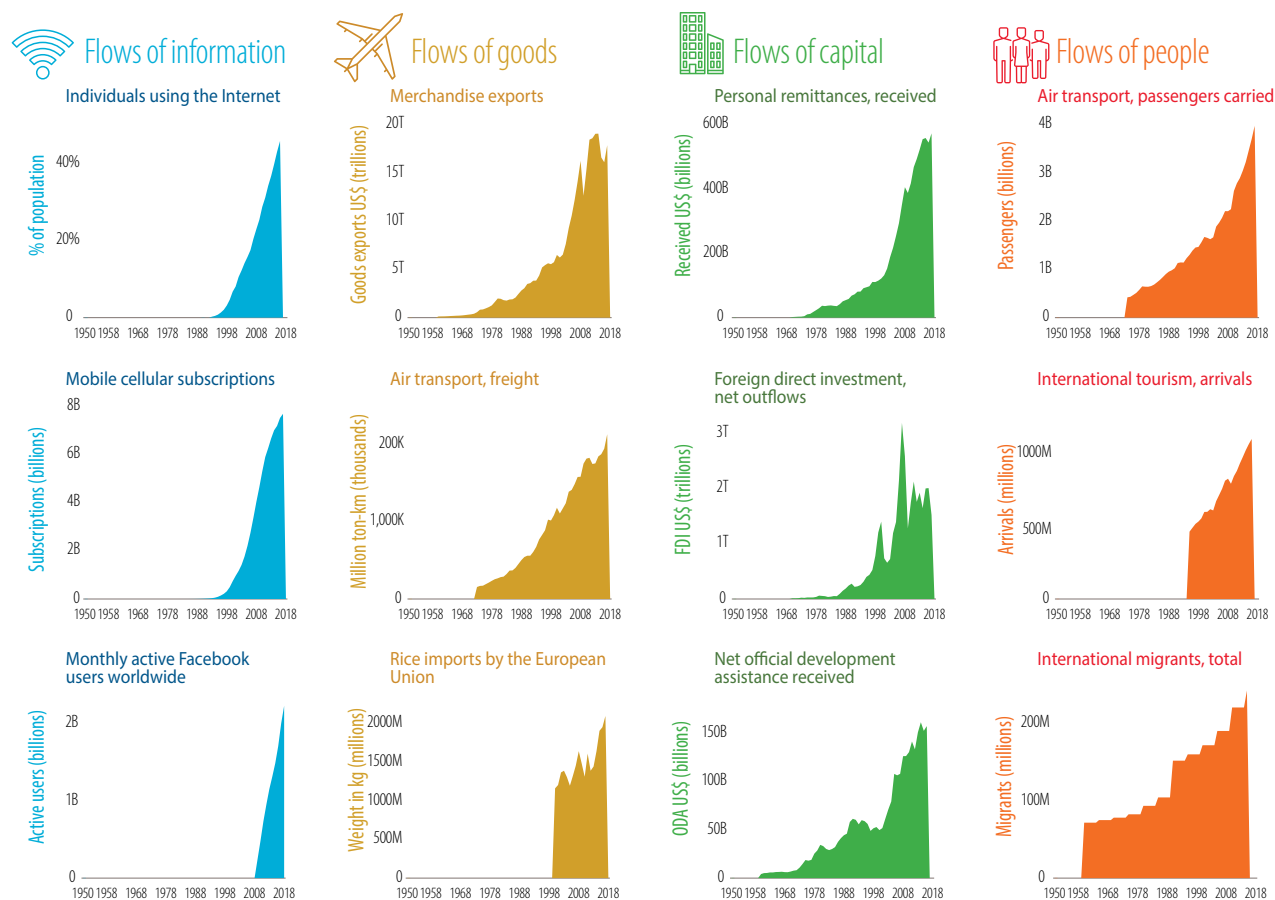 Flows of information
Flows of goods
Flows of capital
Flows of people
Individuals using the Internet
% of population
40%
20%
0
1950 1958 1968 1978 1988 1998 2008 2018
Merchandise exports
Goods exports US$ (trillions)
20T
15T
10T
5T
0
1950 1958 1968 1978 1988 1998 2008 2018
Personal remittances, received
Received US$ (billions)
600B
400B
200B
0
1950 1958 1968 1978 1988 1998 2008 2018
Air transport, passengers carried
Passengers (billions)
4B
3B
2B
1B
0
1950 1958 1968 1978 1988 1998 2008 2018
Mobile cellular subscriptions
Subscriptions (billions)
8B
6B
4B
2B
0
1950 1958 1968 1978 1988 1998 2008 2018
Air transport, freight
Million ton-km (thousands)
200K
1,000K
0
1950 1958 1968 1978 1988 1998 2008 2018
Foreign direct investment,
net outflows
FDI US$ (trillions)
3T
2T
1T
0
1950 1958 1968 1978 1988 1998 2008 2018
International tourism, arrivals
Arrivals (millions)
1000M
500M
0
1950 1958 1968 1978 1988 1998 2008 2018
Monthly active Facebook
users worldwide
Active users (billions)
2B
1B
0
1950 1958 1968 1978 1988 1998 2008 2018
Rice imports by the European
Union
Weight in kg (millions)
2000M
1500M
1000M
500M
0
1950 1958 1968 1978 1988 1998 2008 2018
Net official development
assistance received
ODA US$ (billions)
150B
100B
50B
0
1950 1958 1968 1978 1988 1998 2008 2018
International migrants, total
Migrants (millions)
200M
100M
0
1950 1958 1968 1978 1988 1998 2008 2018